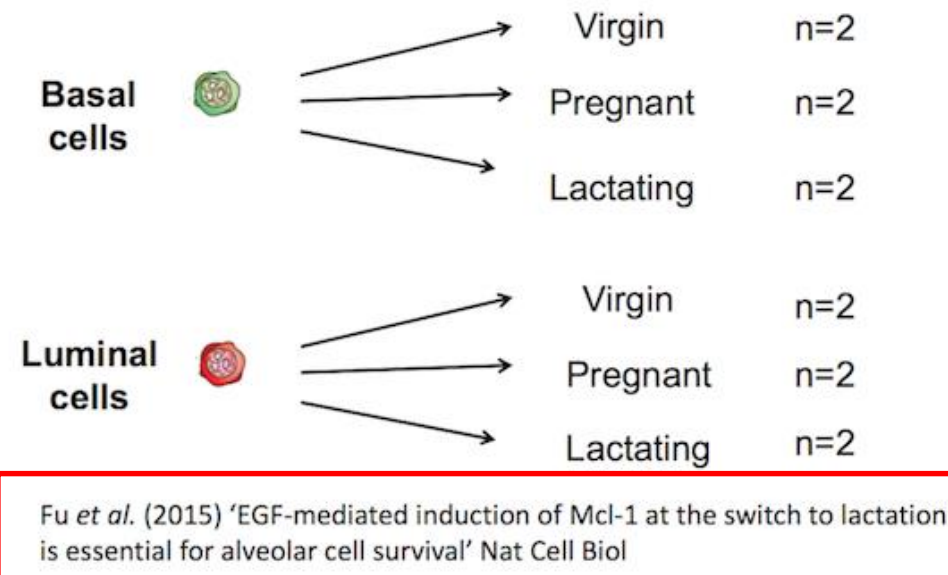 Basal
cells
Virgin n=2
Pregnant n=2
Lactating n=2
Luminal
cells
Virgin n=2
Pregnant n=2
Lactating n=2
Fu et al. (2015) ‘EGF-mediated induction of Mcl-1 at the switch to lactation
is essential for alveolar cell survival’ Nat Cell Biol